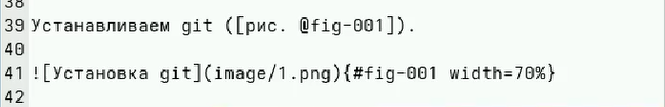 38
39 Устанавливаем git ([рис. @fig-001]).
40
41 ![Установка git](image/1.png){#fig-001 width=70%}
42